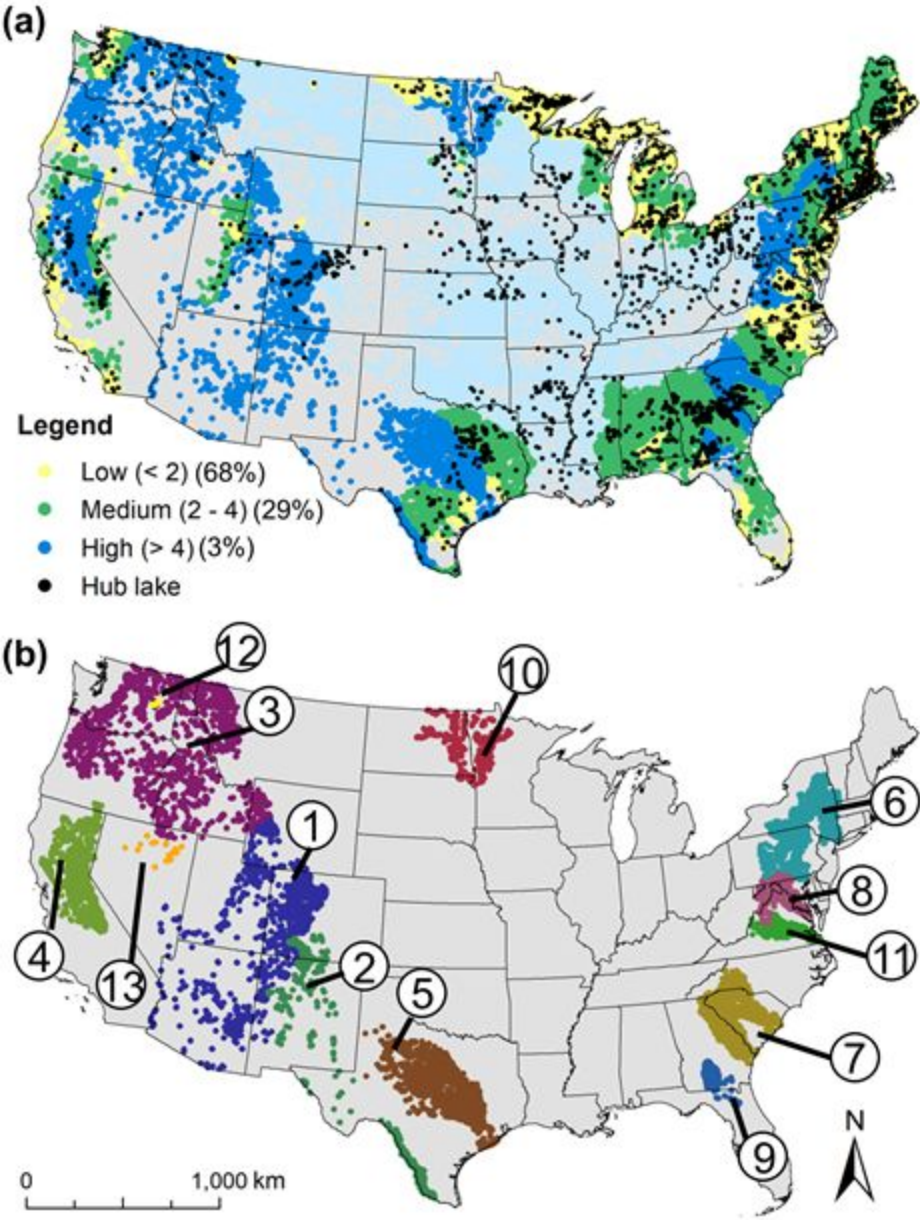 (a)
Legend
Low (< 2) (68%)
Medium (2 - 4) (29%)
High (> 4) (3%)
Hub lake
(b)
12
10
3
1
6
8
4
2
11
13
5
7
N
9
0 1,000 km